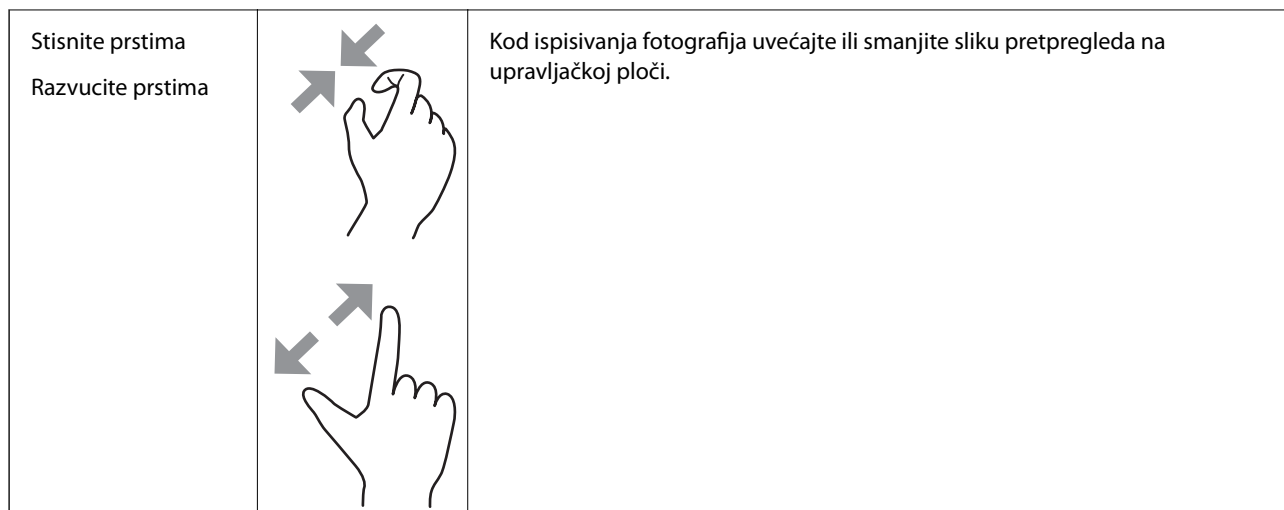 Stisnite prstima
Razvucite prstima
Kod ispisivanja fotografija uvećajte ili smanjite sliku pretpregleda na
upravljačkoj ploči.